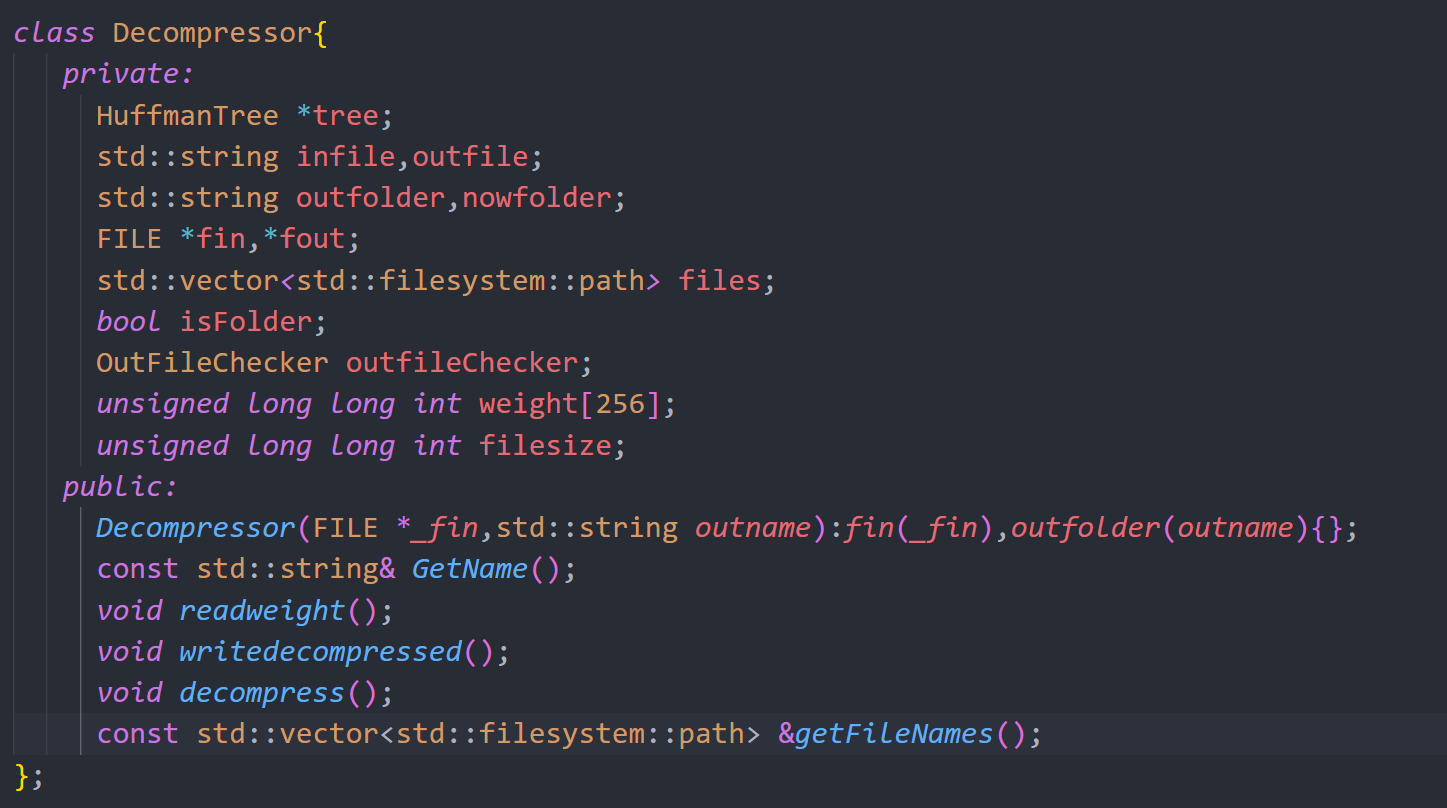 class Decompressor{
private:
HuffmanTree *tree;
std::string infile,outfile;
std::string outfolder,nowfolder;
FILE *fin,*fout;
std::vector<std::filesystem::path> files;
bool isFolder;
OutFileChecker outfileChecker;
unsigned long long int weight[256];
unsigned long long int filesize;
public:
Decompressor(FILE *_fin,std::string outname):fin(_fin),outfolder(outname){};
const std::string& GetName();
void readweight();
void writedecompressed();
void decompress();
const std::vector<std::filesystem::path> &getFileNames();
};